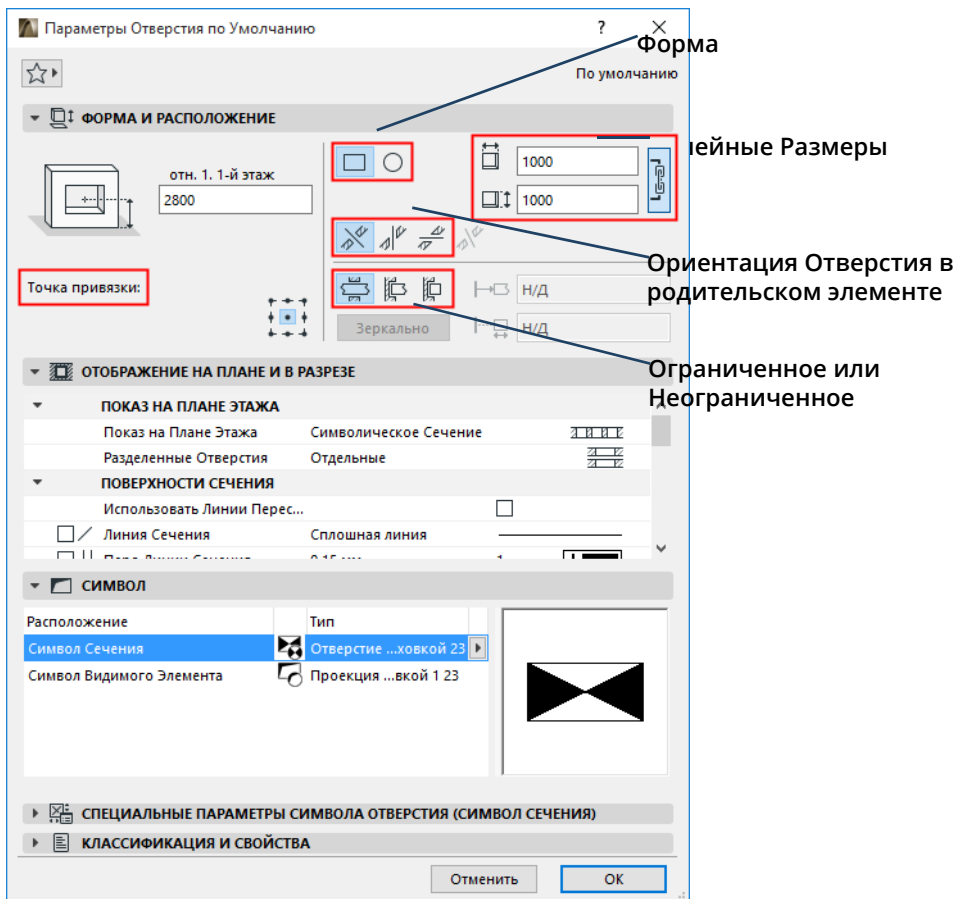 Параметры Отверстия по Умолчанию
?
Форма
По умолчанию
ФОРМА И РАСПОЛОЖЕНИЕ
нейные Размеры
отн. 1. 1-й этаж
2800
1000
1000
Ориентация Отверстия в
родительском элементе
Точка привязки:
Н/Д
Зеркально
Н/Д
Ограниченное или
Неограниченное
ОТОБРАЖЕНИЕ НА ПЛАНЕ И В РАЗРЕЗЕ
ПОКАЗ НА ПЛАНЕ ЭТАЖА
Показ на Плане Этажа Символическое Сечение
Разделенные Отверстия Отдельные
ПОВЕРХНОСТИ СЕЧЕНИЯ
Использовать Линии Перес...
Линия Сечения Сплошная линия
СИМВОЛ
Расположение Тип
Символ Сечения Отверстие ...ховкой 23
Символ Видимого Элемента Проекция ...вкой 1 23
СПЕЦИАЛЬНЫЕ ПАРАМЕТРЫ СИМВОЛА ОТВЕРСТИЯ (СИМВОЛ СЕЧЕНИЯ)
КЛАССИФИКАЦИЯ И СВОЙСТВА
Отменить OK